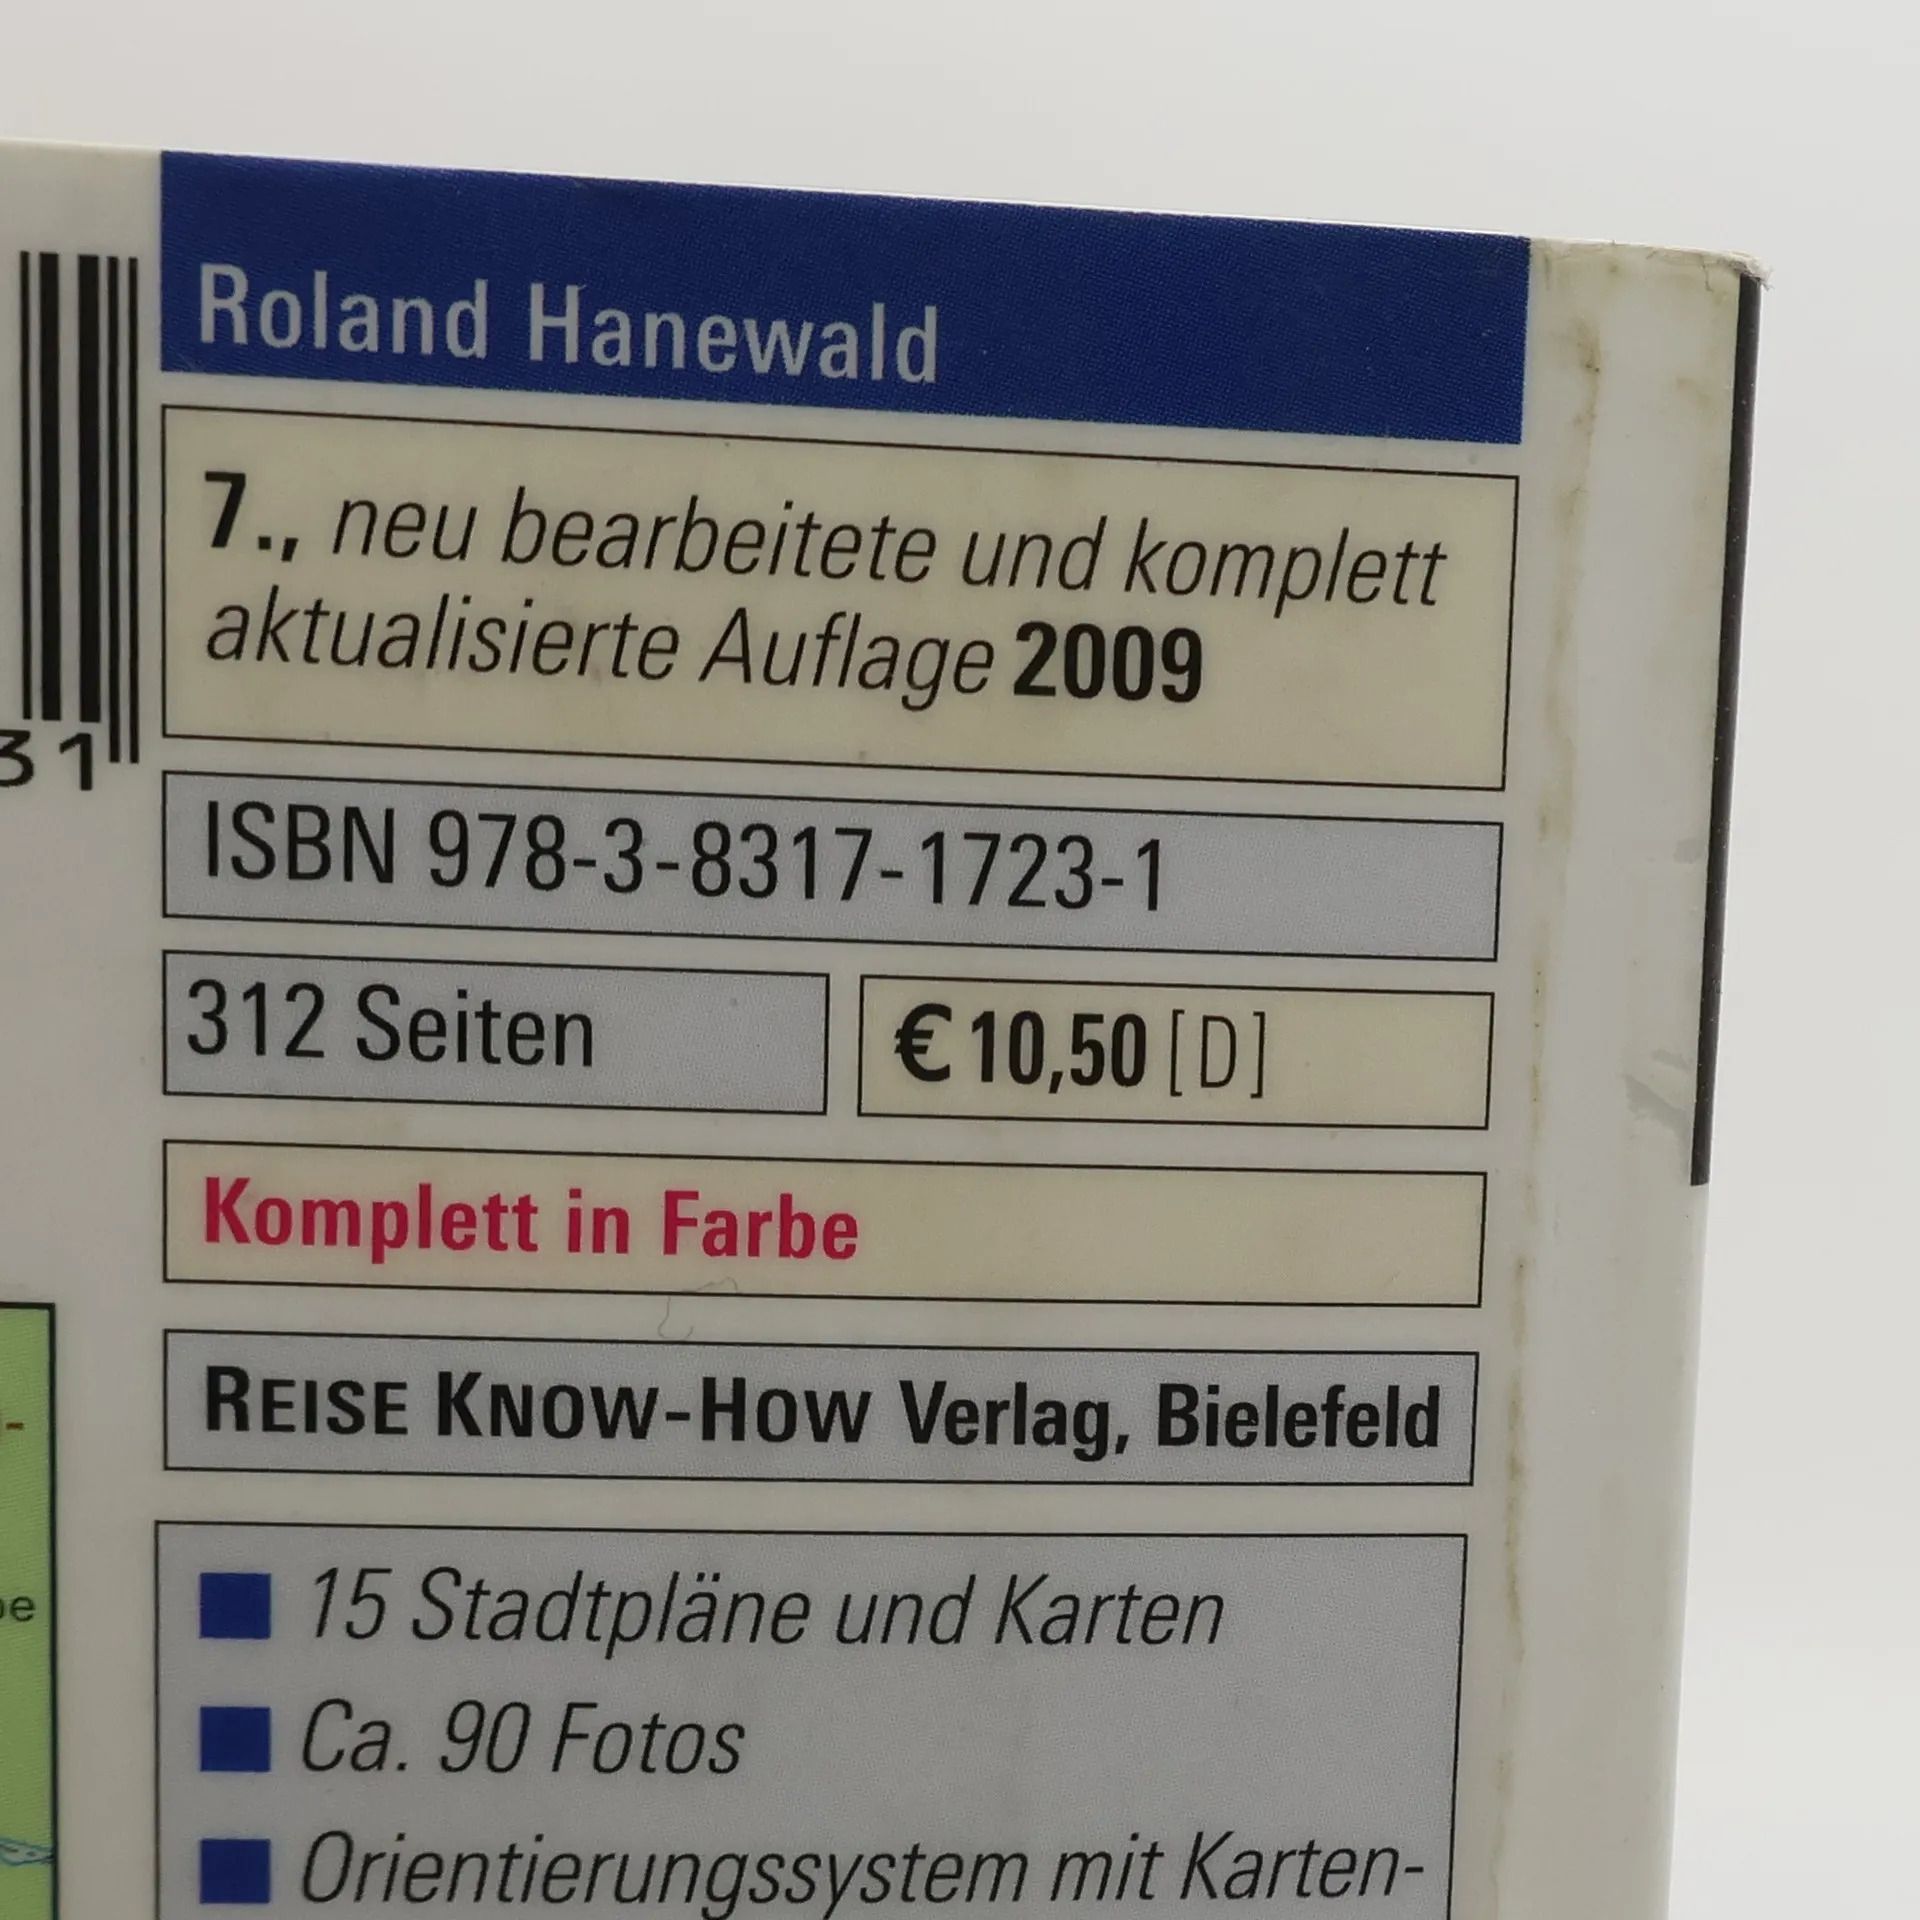 Roland Hanewald
7., neu bearbeitete und komplett
aktualisierte Auflage 2009
31
ISBN 978-3-8317-1723-1
312 Seiten
€ 10,50 [D]
Komplett in Farbe
REISE KNOW-HOW Verlag, Bielefeld
15 Stadtpläne und Karten
Ca. 90 Fotos
Orientierungssystem mit Karten-